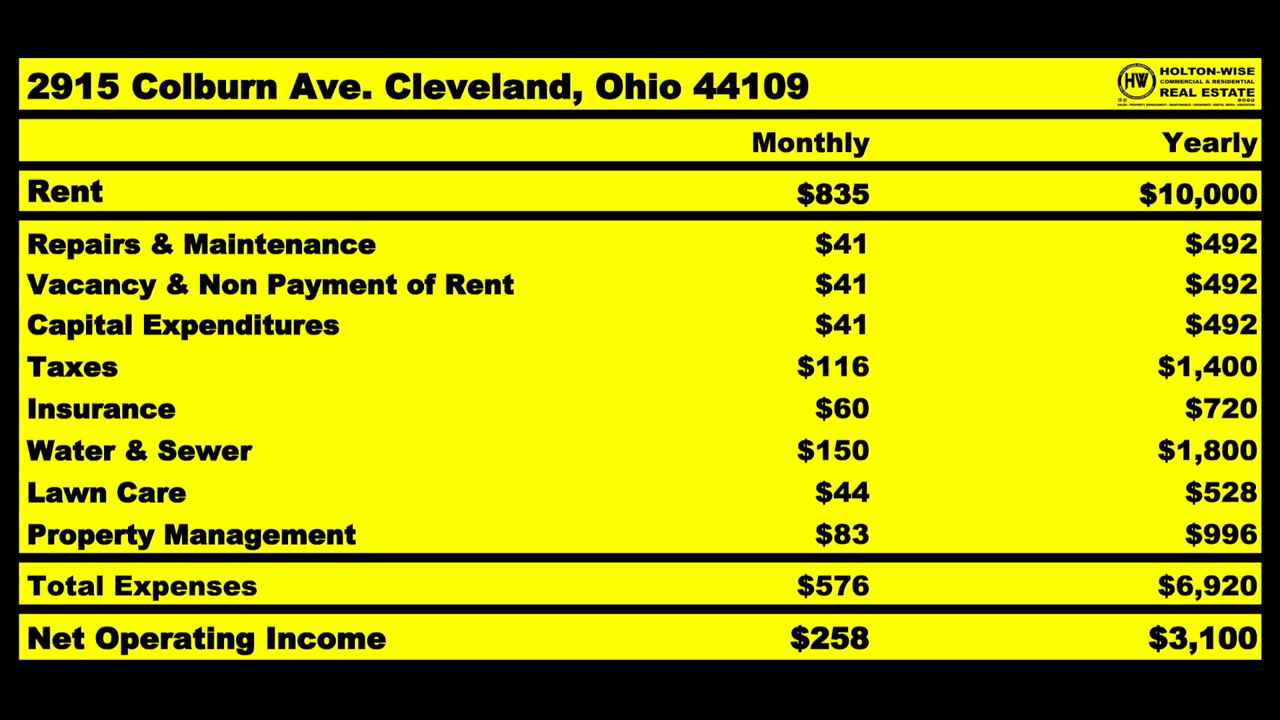 2915 Colburn Ave. Cleveland, Ohio 44109
HW
HOLTON-WISE
COMMERCIAL & RESIDENTIAL
REAL ESTATE
Monthly Yearly
Rent $835 $10,000
Repairs & Maintenance $41 $492
Vacancy & Non Payment of Rent $41 $492
Capital Expenditures $41 $492
Taxes $116 $1,400
Insurance $60 $720
Water & Sewer $150 $1,800
Lawn Care $44 $528
Property Management $83 $996
Total Expenses $576 $6,920
Net Operating Income $258 $3,100